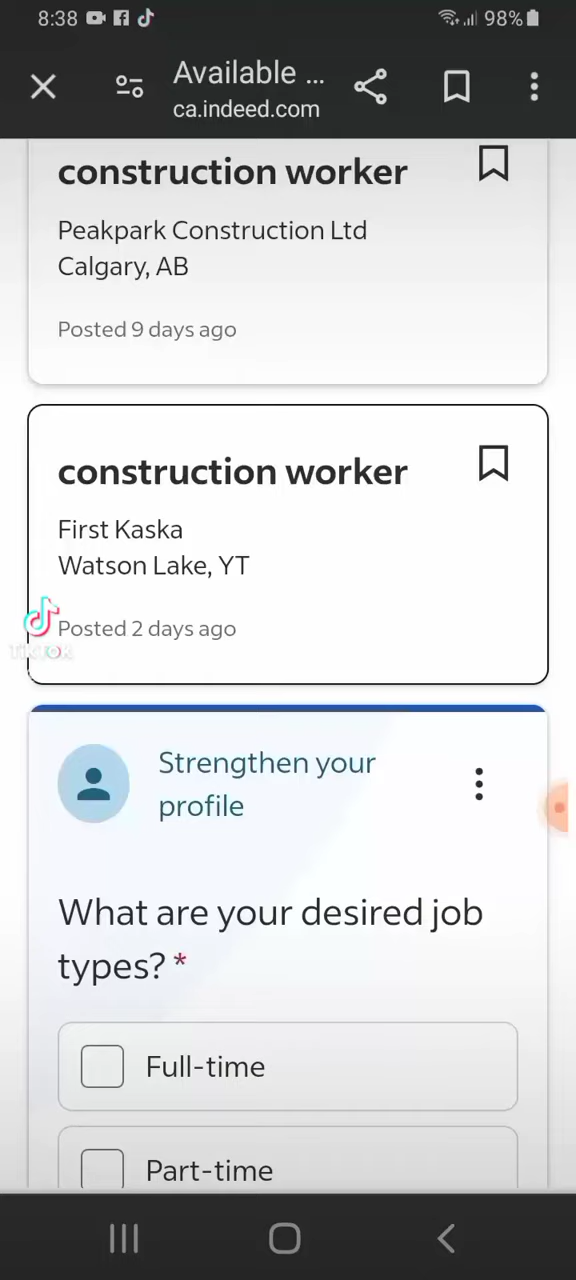 8:38
98%
Available ...
ca.indeed.com
construction worker
Peakpark Construction Ltd
Calgary, AB
Posted 9 days ago
construction worker
First Kaska
Watson Lake, YT
Posted 2 days ago
TikTok
Strengthen your
profile
What are your desired job
types? *
Full-time
Part-time